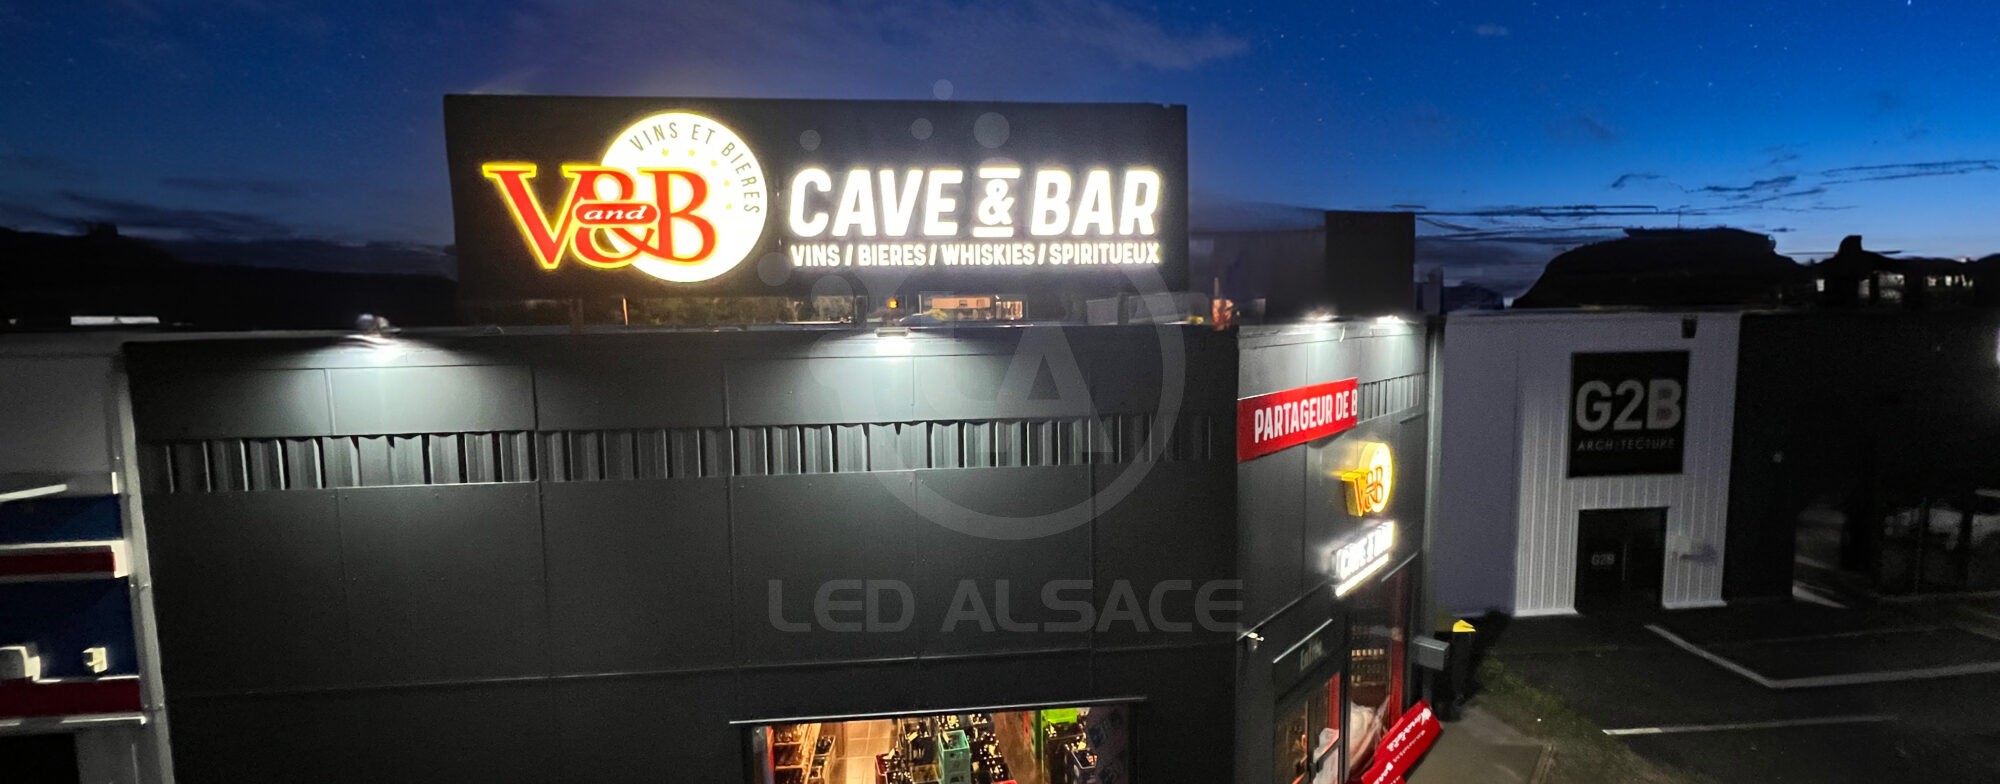 VINS ET BIERES
V&B
and
CAVE & BAR
VINS / BIERES / WHISKIES / SPIRITUEUX
PARTAGEUR DE B
V&B
CAVE & BAR
G2B
ARCHITECTURE
G2B
LA
LED ALSACE